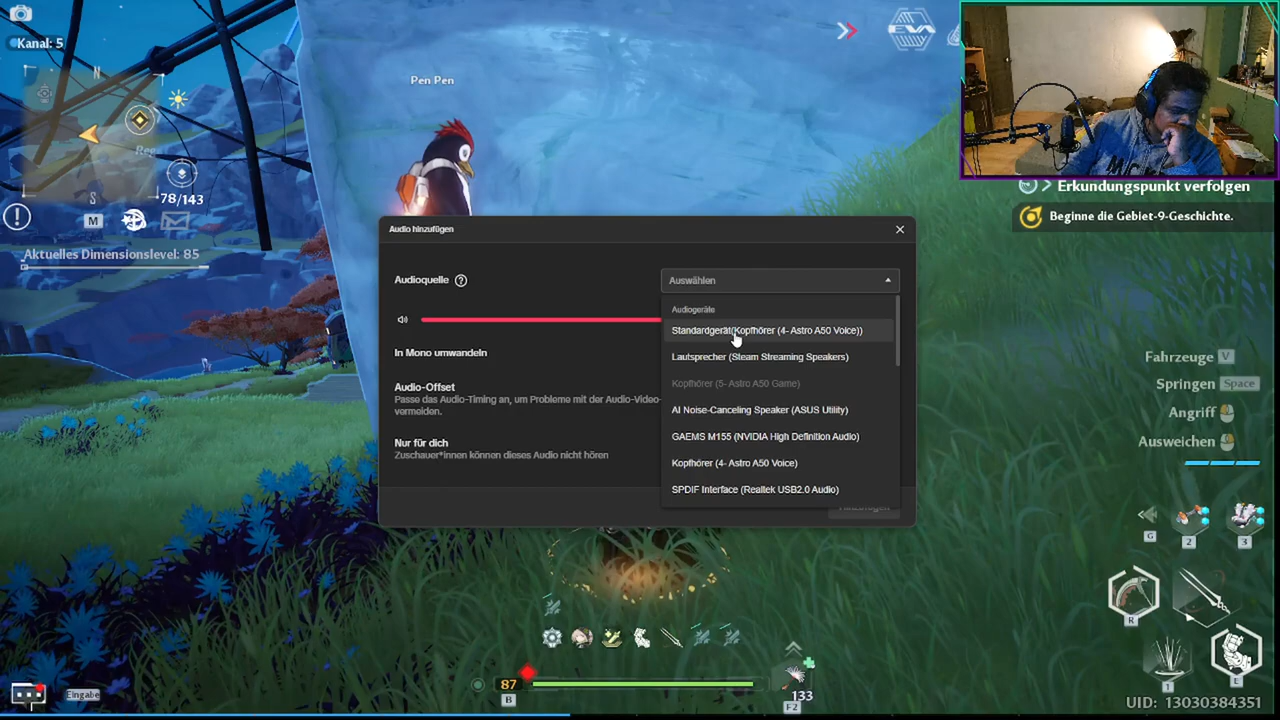 Kanal: 5
N
EVA
Pen Pen
Rep
S
78/143
M
Aktuelles Dimensionslevel: 85
Erkundungspunkt verfolgen
Beginne die Gebiet-9-Geschichte.
Audio hinzufügen
Audioquelle
Auswählen
Audiogeräte
Standardgerät(Kopfhörer (4- Astro A50 Voice))
Lautsprecher (Steam Streaming Speakers)
Kopfhörer (5- Astro A50 Game)
AI Noise-Canceling Speaker (ASUS Utility)
GAEMS M155 (NVIDIA High Definition Audio)
Kopfhörer (4- Astro A50 Voice)
SPDIF Interface (Realtek USB2.0 Audio)
In Mono umwandeln
Audio-Offset
Passe das Audio-Timing an, um Probleme mit der Audio-Video-
vermeiden.
Nur für dich
Zuschauer*innen können dieses Audio nicht hören
Hinzufügen
Fahrzeuge V
Springen Space
Angriff
Ausweichen
G
2
3
R
1
E
87
B
133
F2
Eingabe
UID: 13030384351